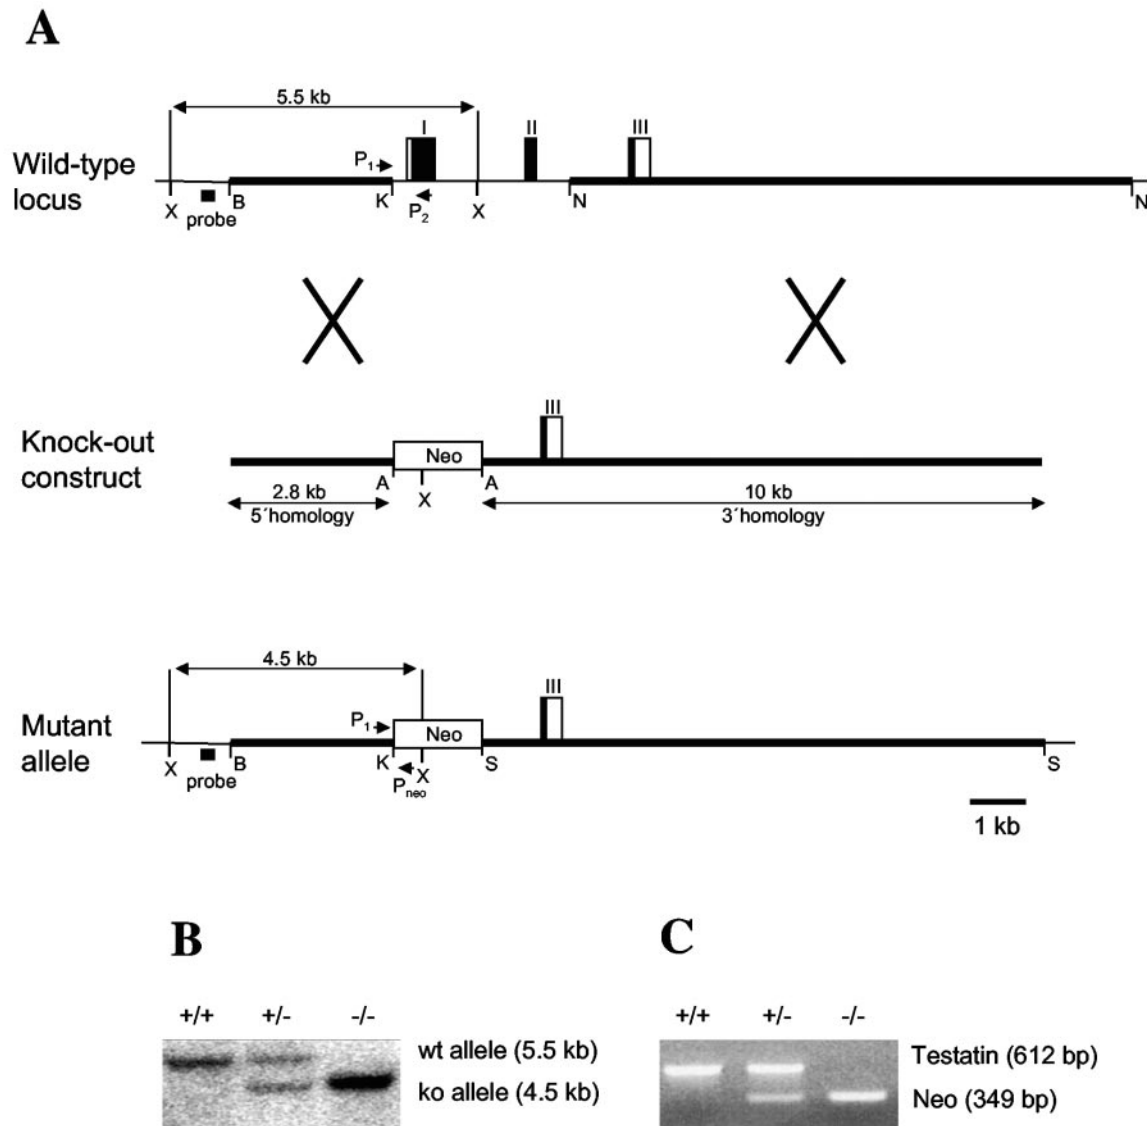 A
5.5 kb
I II III
Wild-type
locus
P1
X probe B K P2 X N N
Knock-out
construct
III
Neo
A X A
2.8 kb
5´homology
10 kb
3´homology
4.5 kb
III
Mutant
allele
P1
Neo
X probe B K Pneo X S S
1 kb
B
+/+ +/- -/-
wt allele (5.5 kb)
ko allele (4.5 kb)
C
+/+ +/- -/-
Testatin (612 bp)
Neo (349 bp)